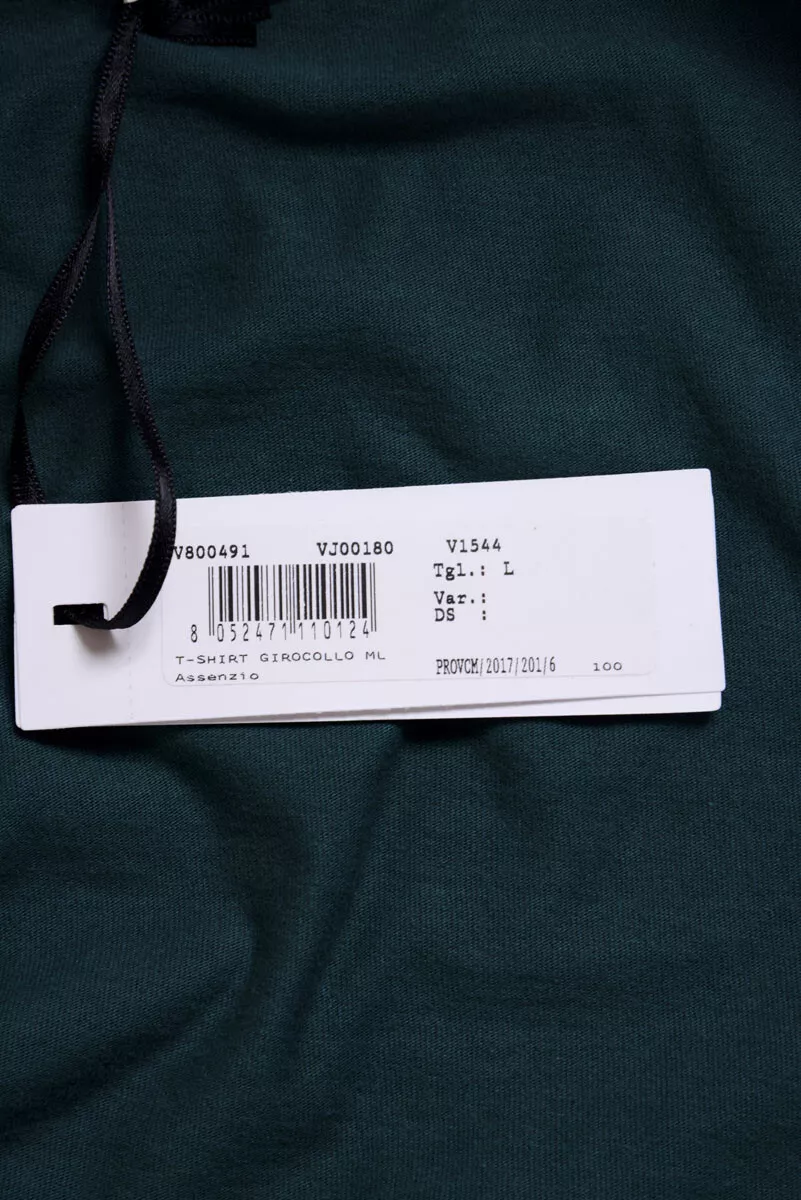 V800491 VJ00180 V1544
Tgl.: L
Var.:
DS :
8 052471 110124
T-SHIRT GIROCOLLO ML
Assenzio
PROVCM/2017/201/6 100